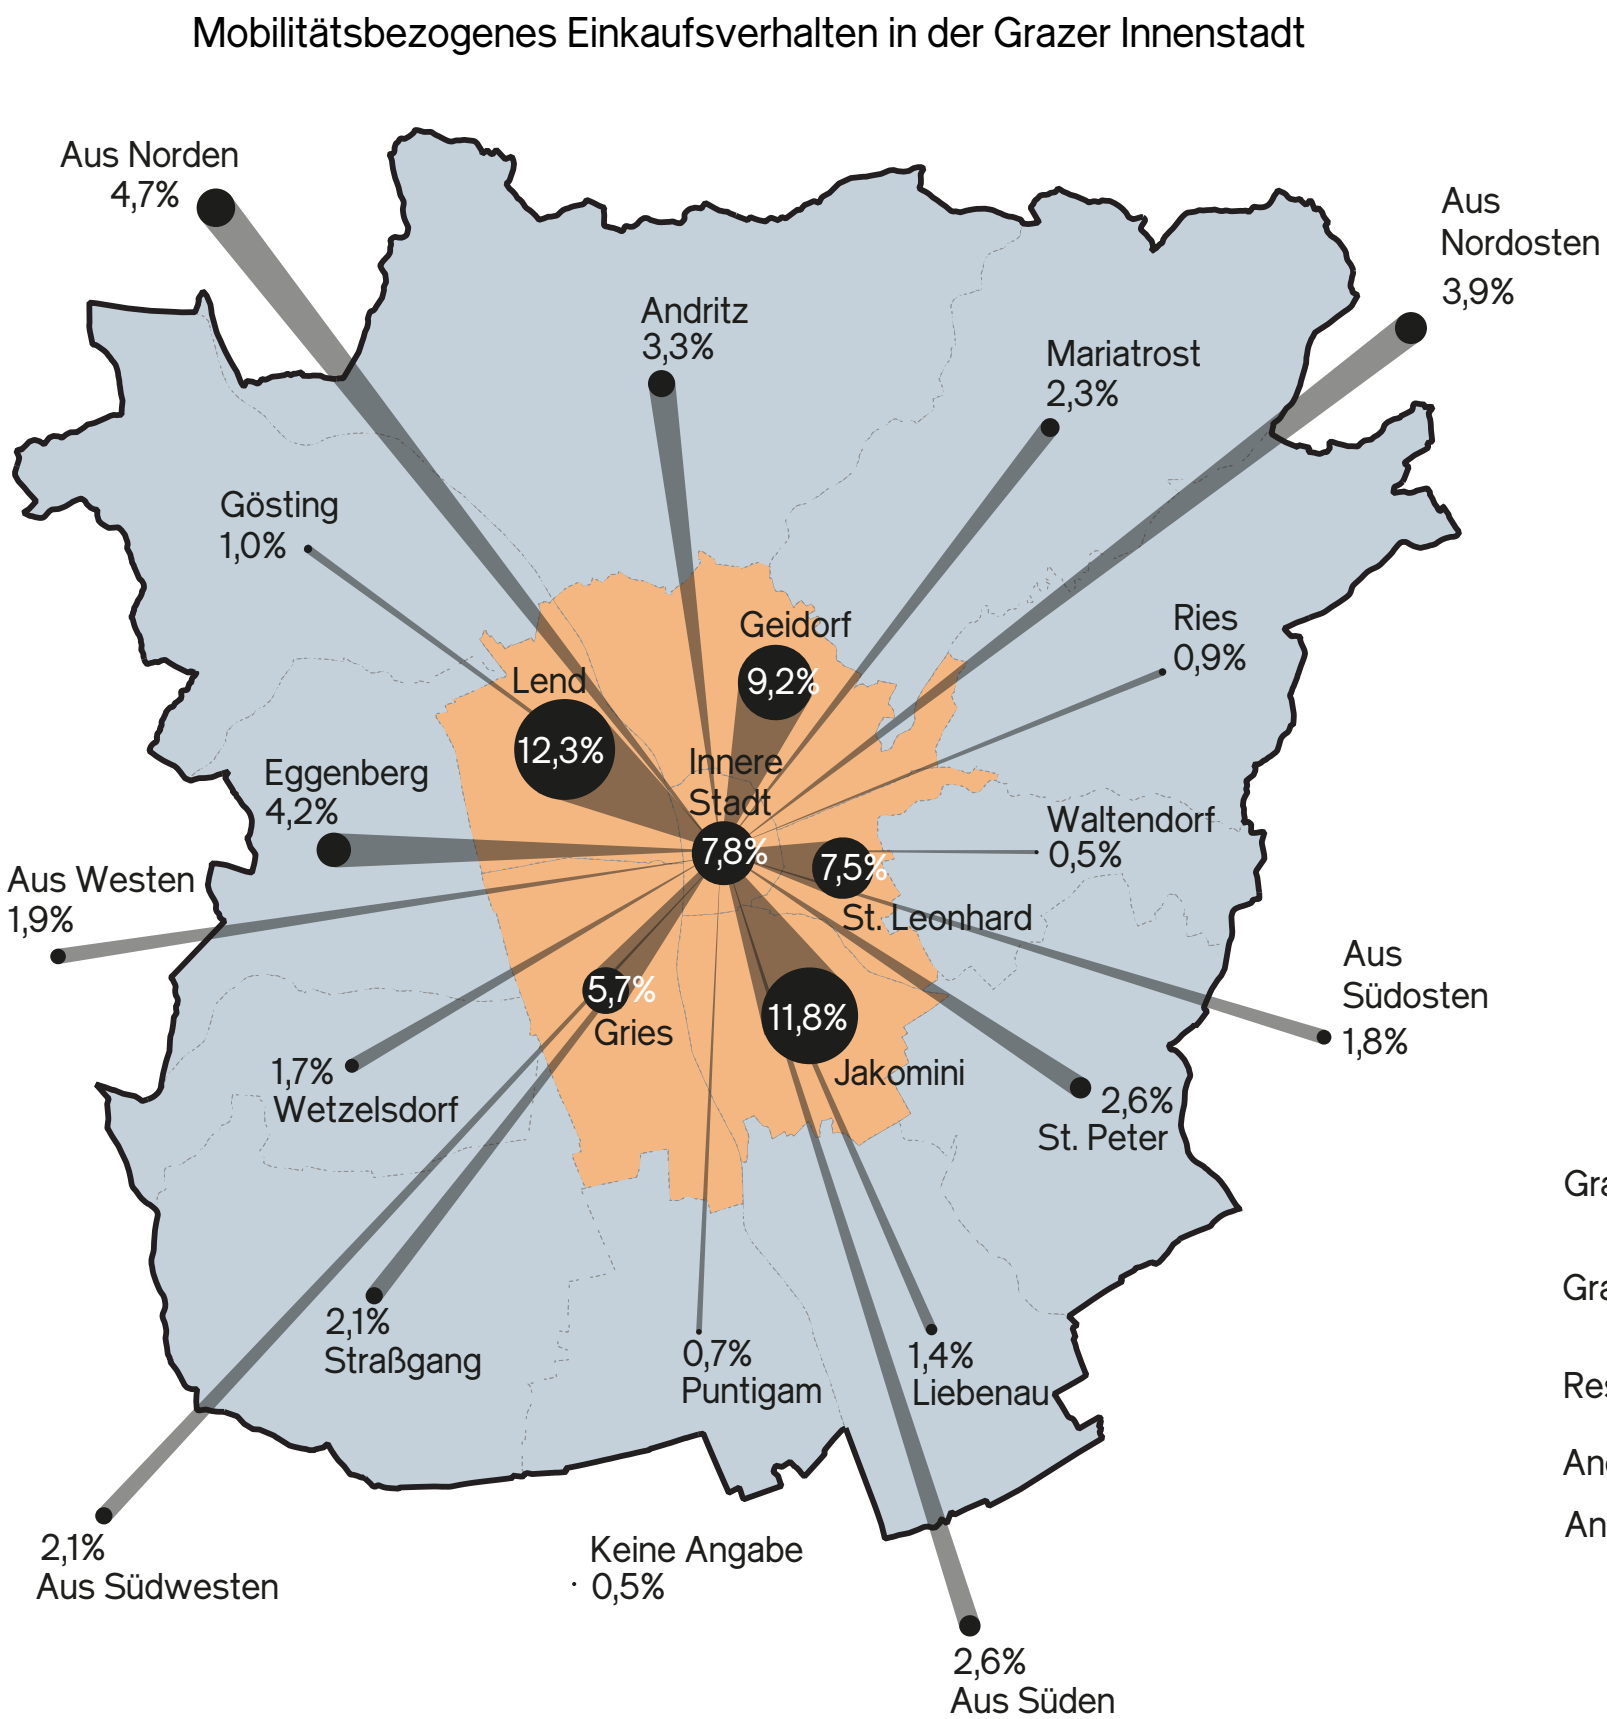 Mobilitätsbezogenes Einkaufsverhalten in der Grazer Innenstadt
Aus Norden
4,7%
Aus
Nordosten
3,9%
Andritz
3,3%
Mariatrost
2,3%
Gösting
1,0%
Ries
0,9%
Geidorf
9,2%
Lend
12,3%
Innere
Stadt
7,8%
Eggenberg
4,2%
Waltendorf
0,5%
7,5%
St. Leonhard
Aus Westen
1,9%
Aus
Südosten
1,8%
5,7%
Gries
11,8%
Jakomini
1,7%
Wetzelsdorf
2,6%
St. Peter
2,1%
Straßgang
0,7%
Puntigam
1,4%
Liebenau
2,1%
Aus Südwesten
Keine Angabe
0,5%
2,6%
Aus Süden